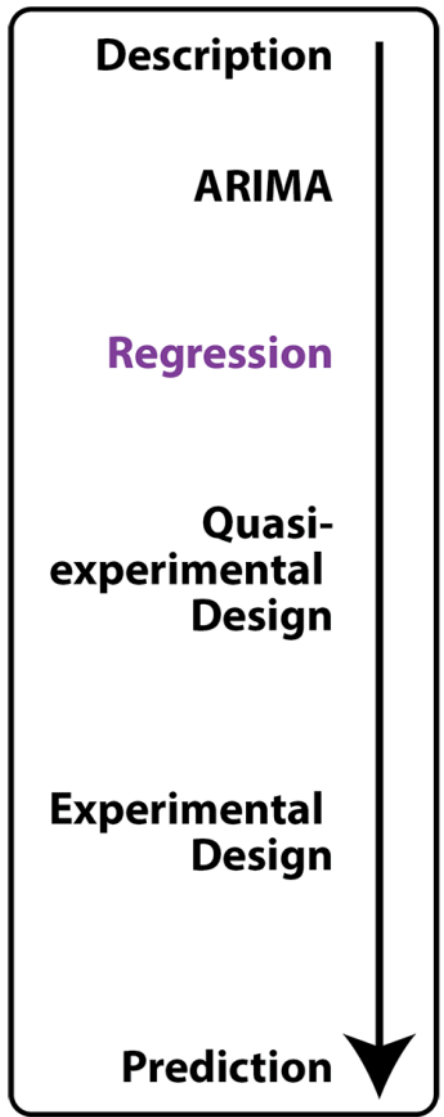 Description
ARIMA
Regression
Quasi-
experimental
Design
Experimental
Design
Prediction